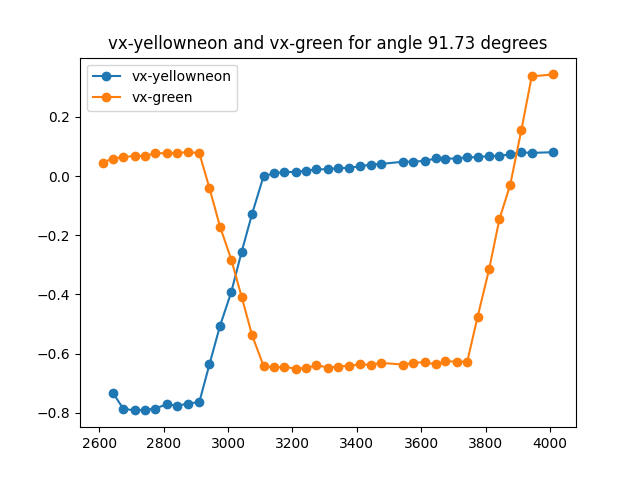 vx-yellowneon and vx-green for angle 91.73 degrees
vx-yellowneon
vx-green
0.2
0.0
−0.2
−0.4
−0.6
−0.8
2600 2800 3000 3200 3400 3600 3800 4000